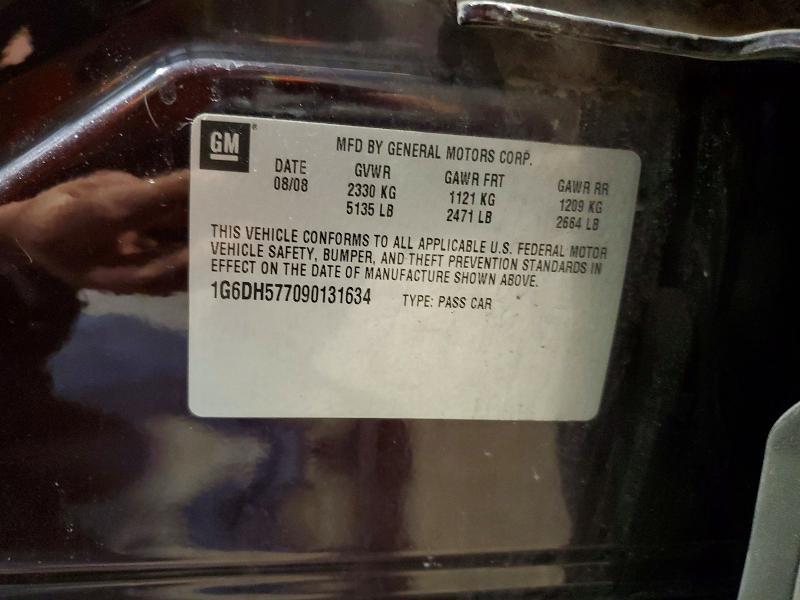 GM
MFD BY GENERAL MOTORS CORP.
DATE GVWR GAWR FRT GAWR RR
08/08 2330 KG 1121 KG 1209 KG
5135 LB 2471 LB 2664 LB
THIS VEHICLE CONFORMS TO ALL APPLICABLE U.S. FEDERAL MOTOR
VEHICLE SAFETY, BUMPER, AND THEFT PREVENTION STANDARDS IN
EFFECT ON THE DATE OF MANUFACTURE SHOWN ABOVE.
1G6DH577090131634 TYPE: PASS CAR